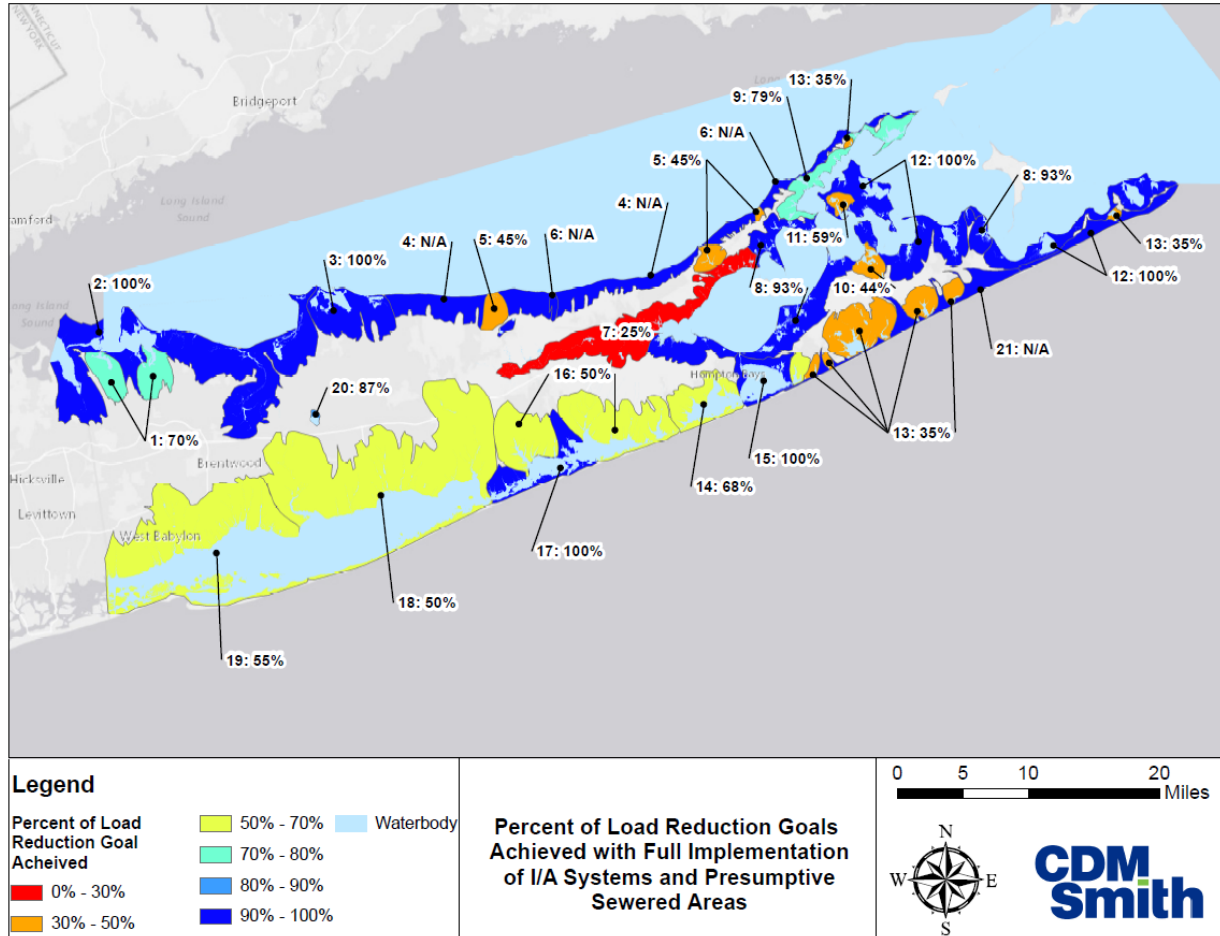 CONNECTICUT
NEW YORK
Bridgeport
Long Island
Sound
Long Island
Sound
13: 35%
9: 79%
6: N/A
5: 45%
12: 100%
8: 93%
4: N/A
11: 59%
13: 35%
3: 100%
4: N/A
5: 45%
6: N/A
2: 100%
12: 100%
8: 93%
10: 44%
7: 25%
21: N/A
Hampton Bays
16: 50%
20: 87%
13: 35%
1: 70%
15: 100%
Brentwood
Hicksville
14: 68%
Levittown
West Babylon
17: 100%
18: 50%
19: 55%
Legend
Percent of Load
Reduction Goal
Acheived
0% - 30%
30% - 50%
50% - 70%
70% - 80%
80% - 90%
90% - 100%
Waterbody
Percent of Load Reduction Goals
Achieved with Full Implementation
of I/A Systems and Presumptive
Sewered Areas
0 5 10 20
Miles
N
W E
S
CDM
Smith